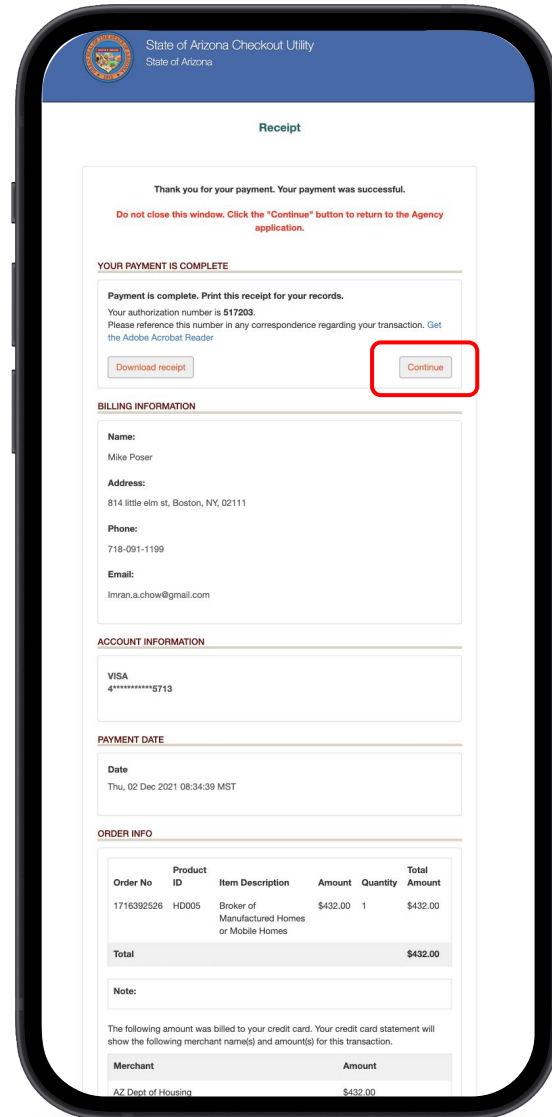 State of Arizona Checkout Utility
State of Arizona
Receipt
Thank you for your payment. Your payment was successful.
Do not close this window. Click the "Continue" button to return to the Agency
application.
YOUR PAYMENT IS COMPLETE
Payment is complete. Print this receipt for your records.
Your authorization number is 517203.
Please reference this number in any correspondence regarding your transaction. Get
the Adobe Acrobat Reader
Download receipt
Continue
BILLING INFORMATION
Name:
Mike Poser
Address:
814 little elm st, Boston, NY, 02111
Phone:
718-091-1199
Email:
Imran.a.chow@gmail.com
ACCOUNT INFORMATION
VISA
4***********5713
PAYMENT DATE
Date
Thu, 02 Dec 2021 08:34:39 MST
ORDER INFO
Order No Product ID Item Description Amount Quantity Total Amount
1716392526 HD005 Broker of $432.00 1 $432.00
Manufactured Homes
or Mobile Homes
Total $432.00
Note:
The following amount was billed to your credit card. Your credit card statement will
show the following merchant name(s) and amount(s) for this transaction.
Merchant Amount
AZ Dept of Housing $432.00